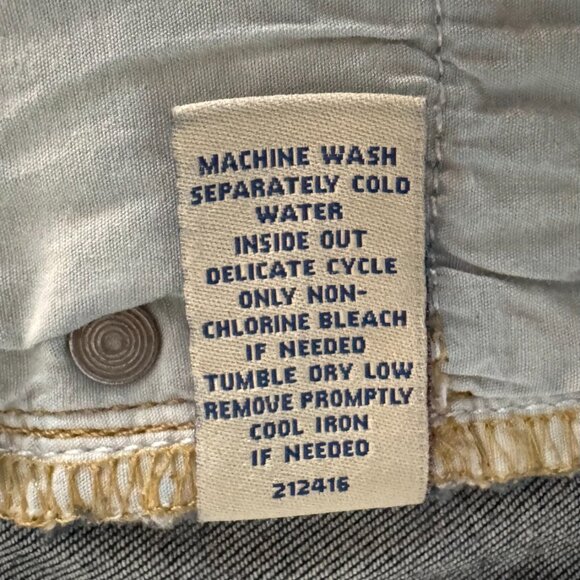 MACHINE WASH
SEPARATELY COLD
WATER
INSIDE OUT
DELICATE CYCLE
ONLY NON-
CHLORINE BLEACH
IF NEEDED
TUMBLE DRY LOW
REMOVE PROMPTLY
COOL IRON
IF NEEDED
212416